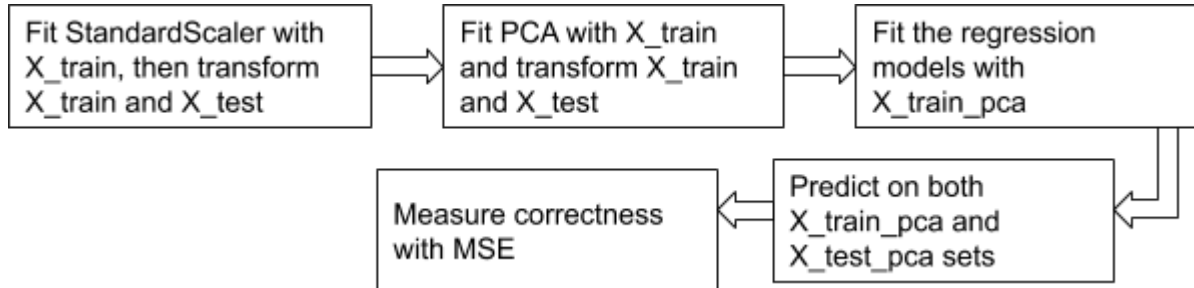 Fit StandardScaler with
X_train, then transform
X_train and X_test
Fit PCA with X_train
and transform X_train
and X_test
Fit the regression
models with
X_train_pca
Predict on both
X_train_pca and
X_test_pca sets
Measure correctness
with MSE